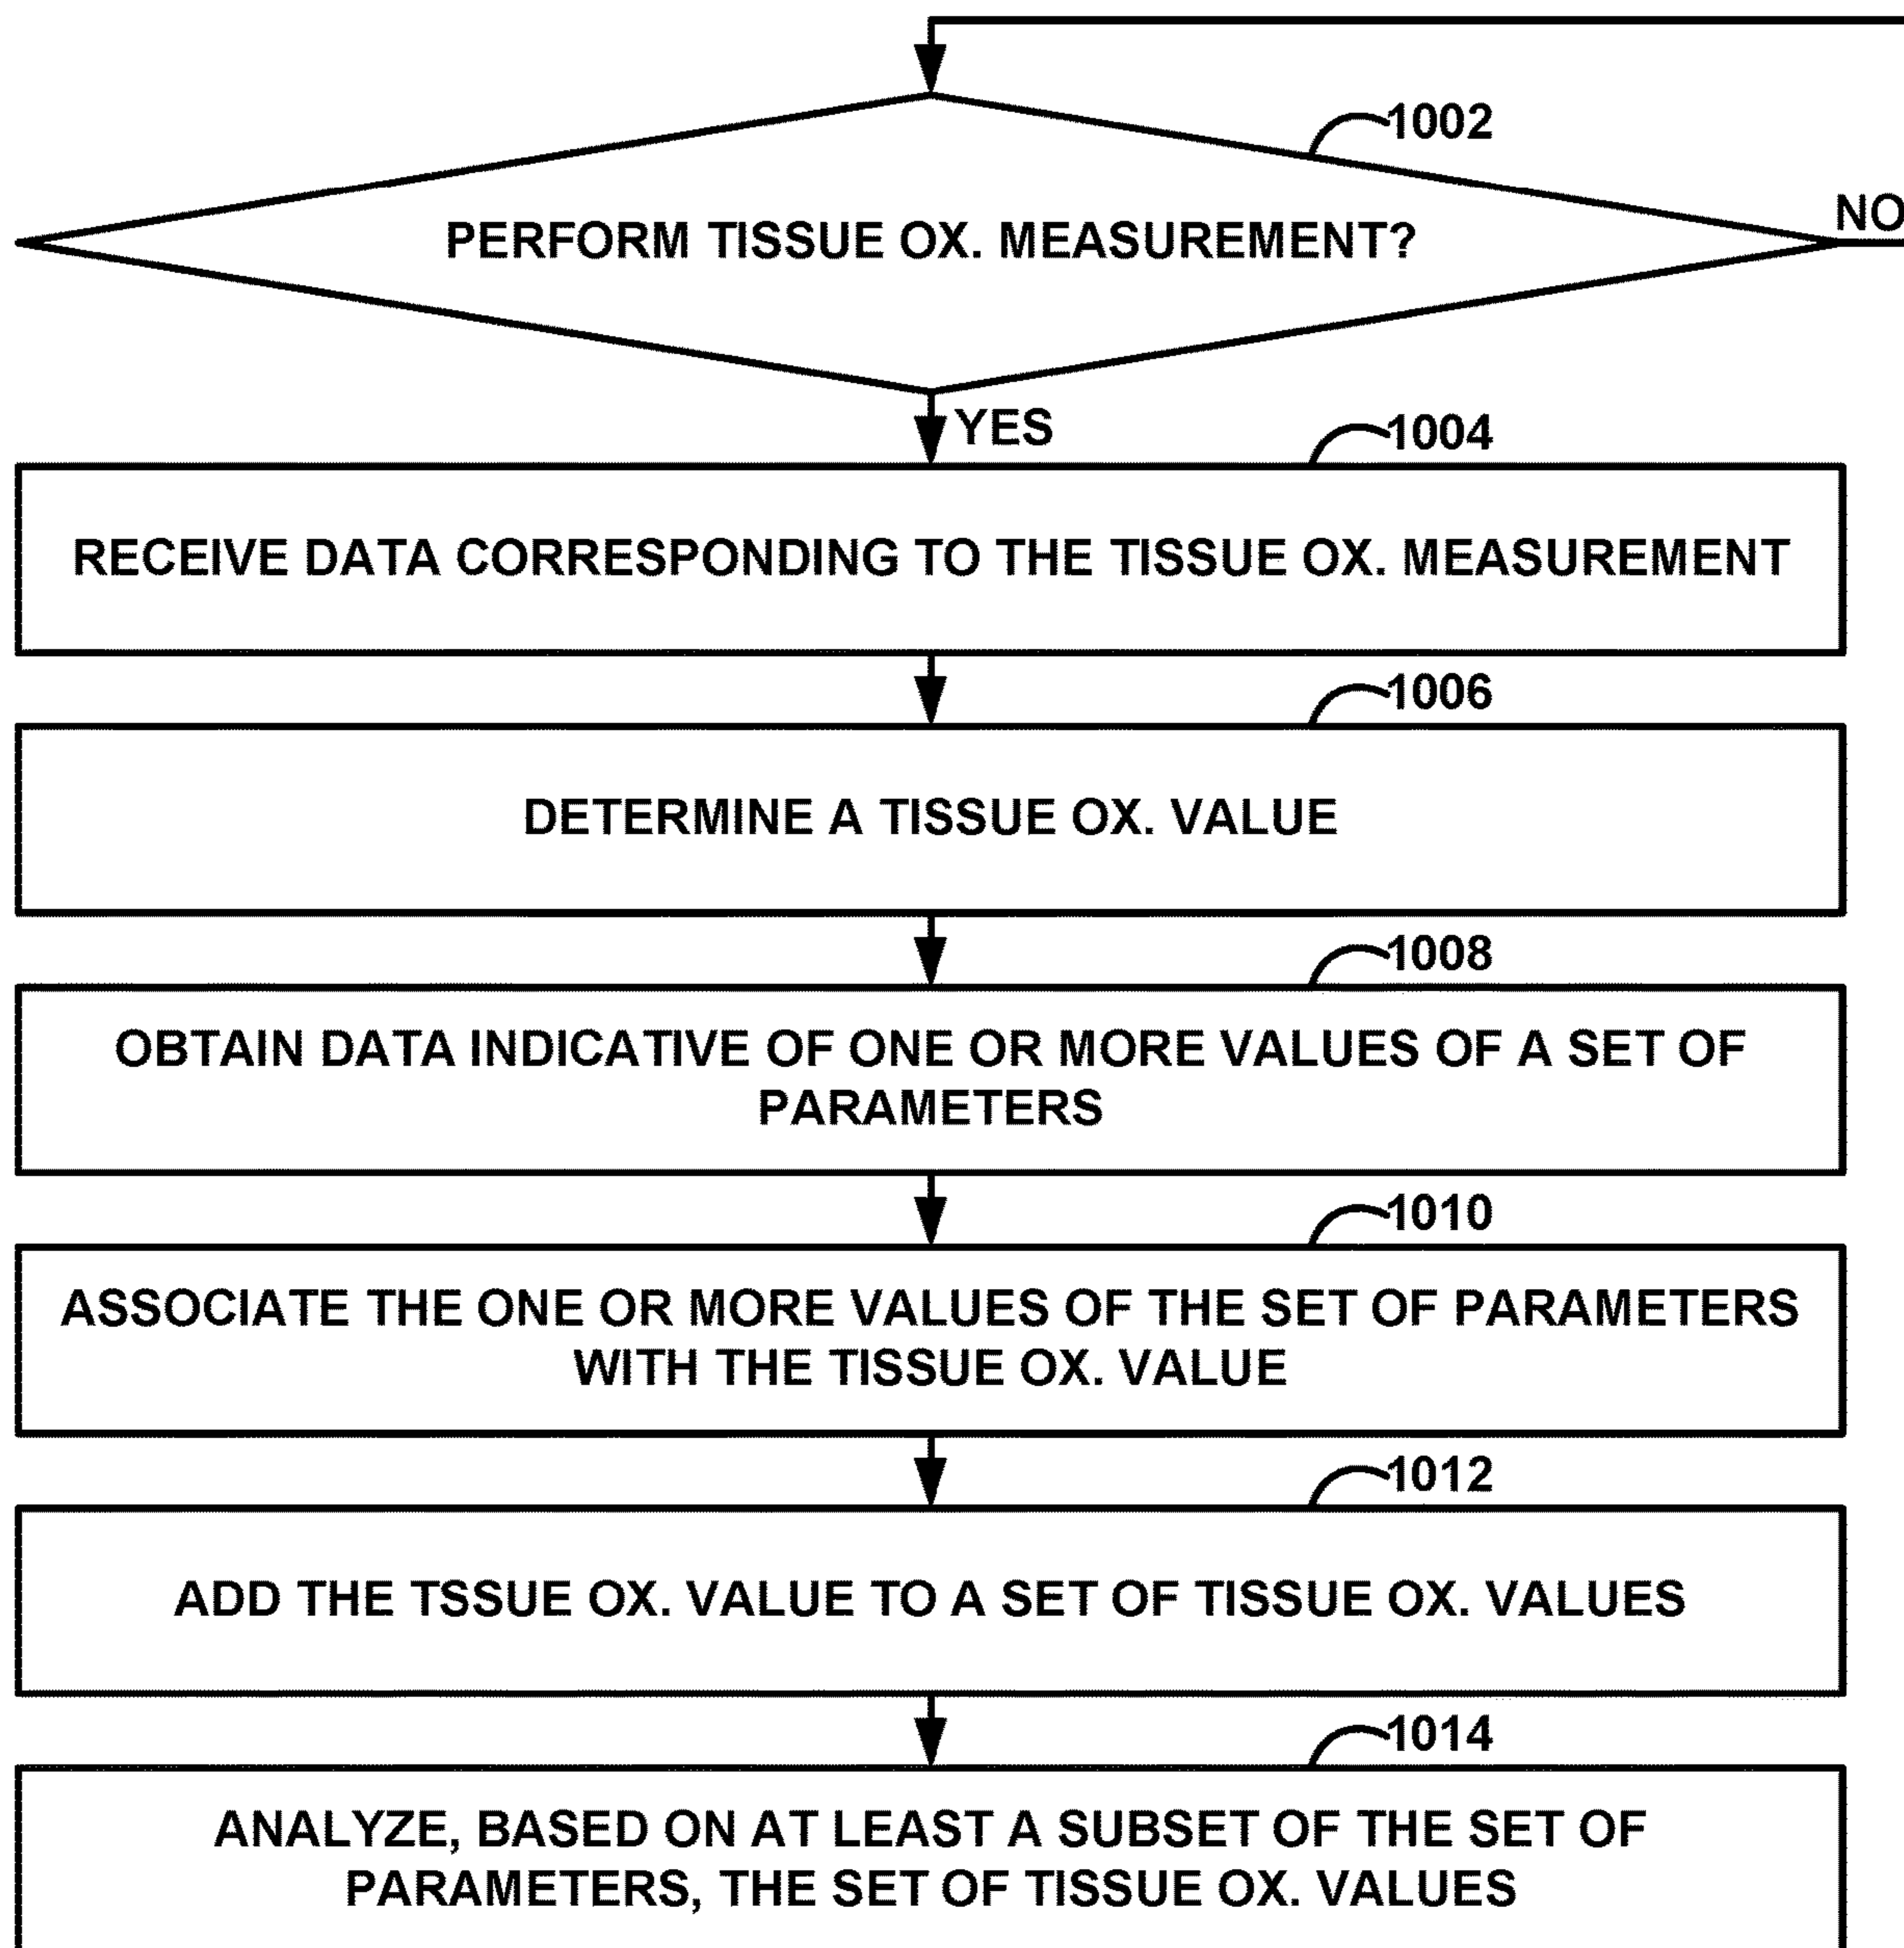 1002
PERFORM TISSUE OX. MEASUREMENT?
NO
YES
1004
RECEIVE DATA CORRESPONDING TO THE TISSUE OX. MEASUREMENT
1006
DETERMINE A TISSUE OX. VALUE
1008
OBTAIN DATA INDICATIVE OF ONE OR MORE VALUES OF A SET OF
PARAMETERS
1010
ASSOCIATE THE ONE OR MORE VALUES OF THE SET OF PARAMETERS
WITH THE TISSUE OX. VALUE
1012
ADD THE TSSUE OX. VALUE TO A SET OF TISSUE OX. VALUES
1014
ANALYZE, BASED ON AT LEAST A SUBSET OF THE SET OF
PARAMETERS, THE SET OF TISSUE OX. VALUES